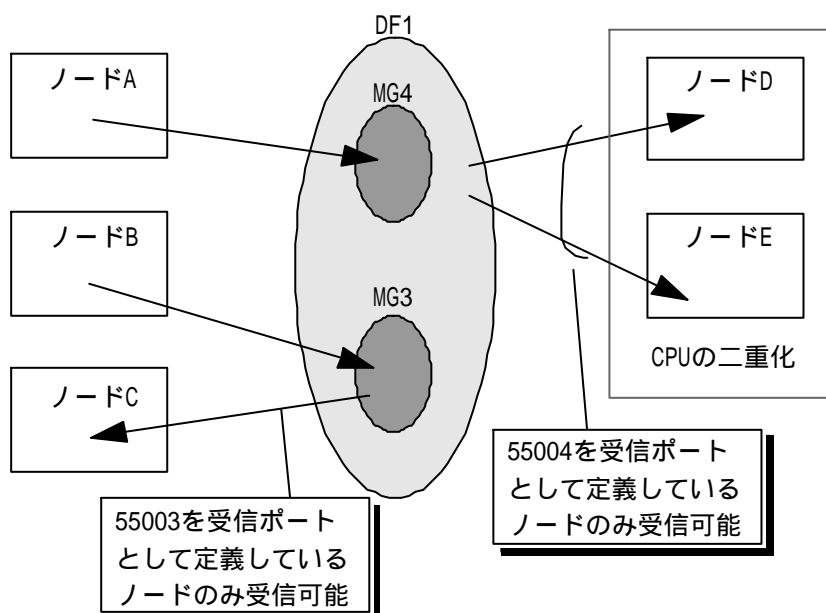 DF1
ノードA
MG4
ノードD
ノードB
ノードE
MG3
CPUの二重化
ノードC
55004を受信ポート
として定義している
ノードのみ受信可能
55003を受信ポート
として定義している
ノードのみ受信可能